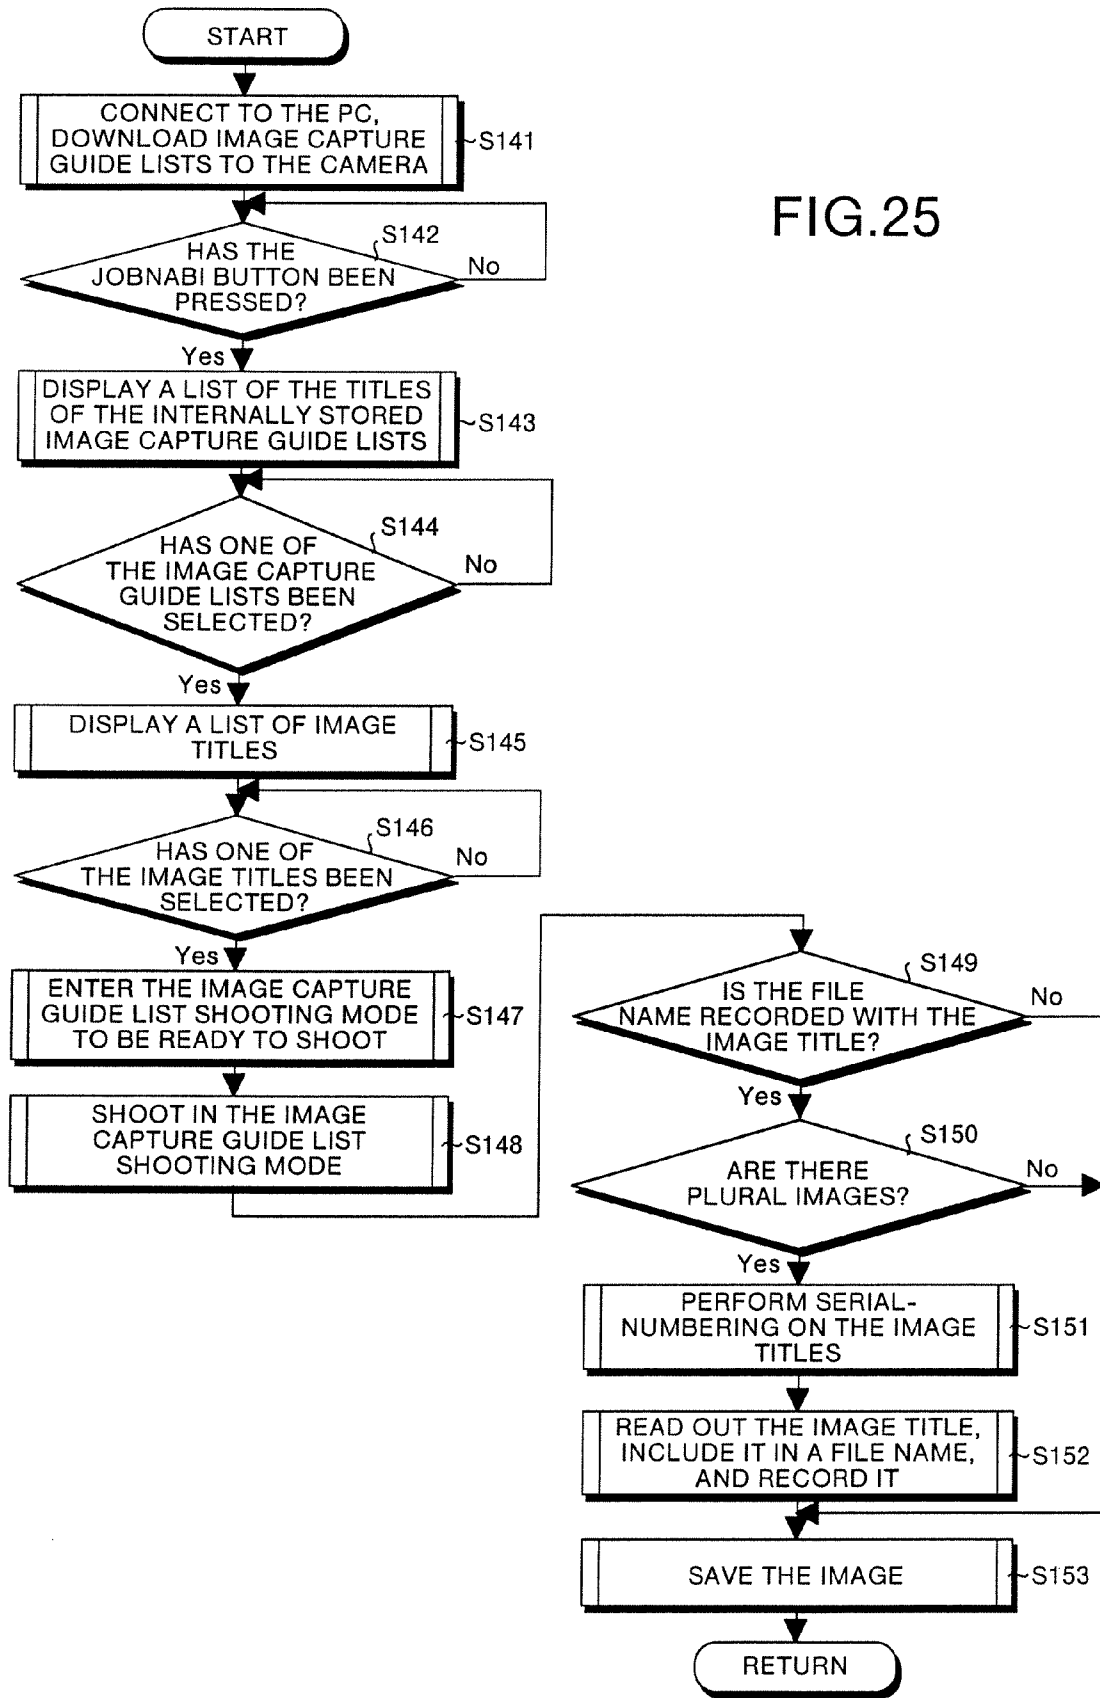 START
CONNECT TO THE PC,
DOWNLOAD IMAGE CAPTURE
GUIDE LISTS TO THE CAMERA
S141
FIG.25
S142
HAS THE
JOBNABI BUTTON BEEN
PRESSED?
No
Yes
DISPLAY A LIST OF THE TITLES
OF THE INTERNALLY STORED
IMAGE CAPTURE GUIDE LISTS
S143
S144
HAS ONE OF
THE IMAGE CAPTURE
GUIDE LISTS BEEN
SELECTED?
No
Yes
DISPLAY A LIST OF IMAGE
TITLES
S145
S146
HAS ONE OF
THE IMAGE TITLES BEEN
SELECTED?
No
Yes
ENTER THE IMAGE CAPTURE
GUIDE LIST SHOOTING MODE
TO BE READY TO SHOOT
S147
SHOOT IN THE IMAGE
CAPTURE GUIDE LIST
SHOOTING MODE
S148
S149
IS THE FILE
NAME RECORDED WITH THE
IMAGE TITLE?
No
Yes
S150
ARE THERE
PLURAL IMAGES?
No
Yes
PERFORM SERIAL-
NUMBERING ON THE IMAGE
TITLES
S151
READ OUT THE IMAGE TITLE,
INCLUDE IT IN A FILE NAME,
AND RECORD IT
S152
SAVE THE IMAGE
S153
RETURN